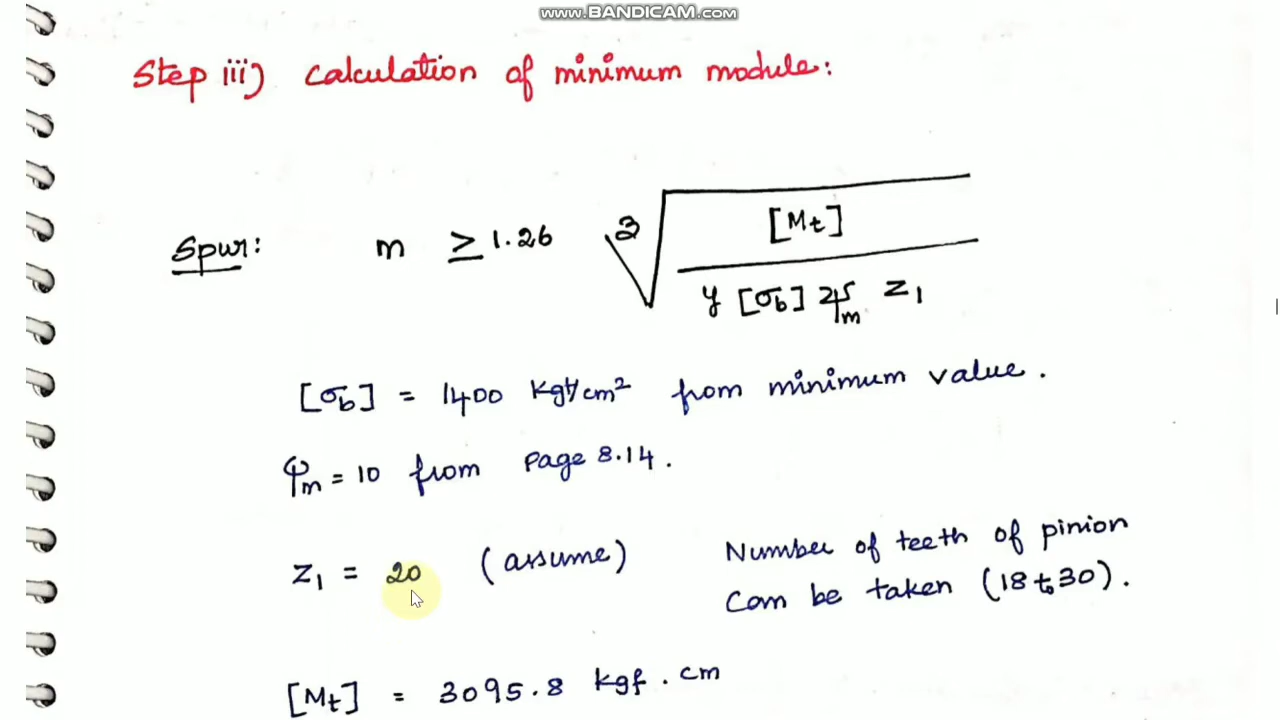 www.BANDICAM.com
Step iii) Calculation of minimum module:
Spur: m ≥ 1.26 ∛([Mt] / y [σb] ψm z1)
[σb] = 1400 kgf/cm² from minimum value.
φm = 10 from page 8.14.
z1 = 20 (assume) Number of teeth of pinion
Can be taken (18 to 30).
[Mt] = 3095.8 kgf.cm